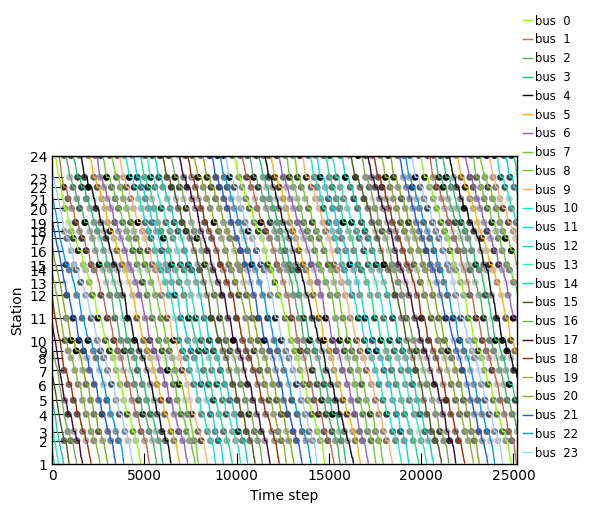 bus 0
bus 1
bus 2
bus 3
bus 4
bus 5
bus 6
bus 7
bus 8
bus 9
bus 10
bus 11
bus 12
bus 13
bus 14
bus 15
bus 16
bus 17
bus 18
bus 19
bus 20
bus 21
bus 22
bus 23
24
23
22
21
20
19
18
17
16
15
14
13
12
11
10
9
8
7
6
5
4
3
2
1
Station
0 5000 10000 15000 20000 25000
Time step